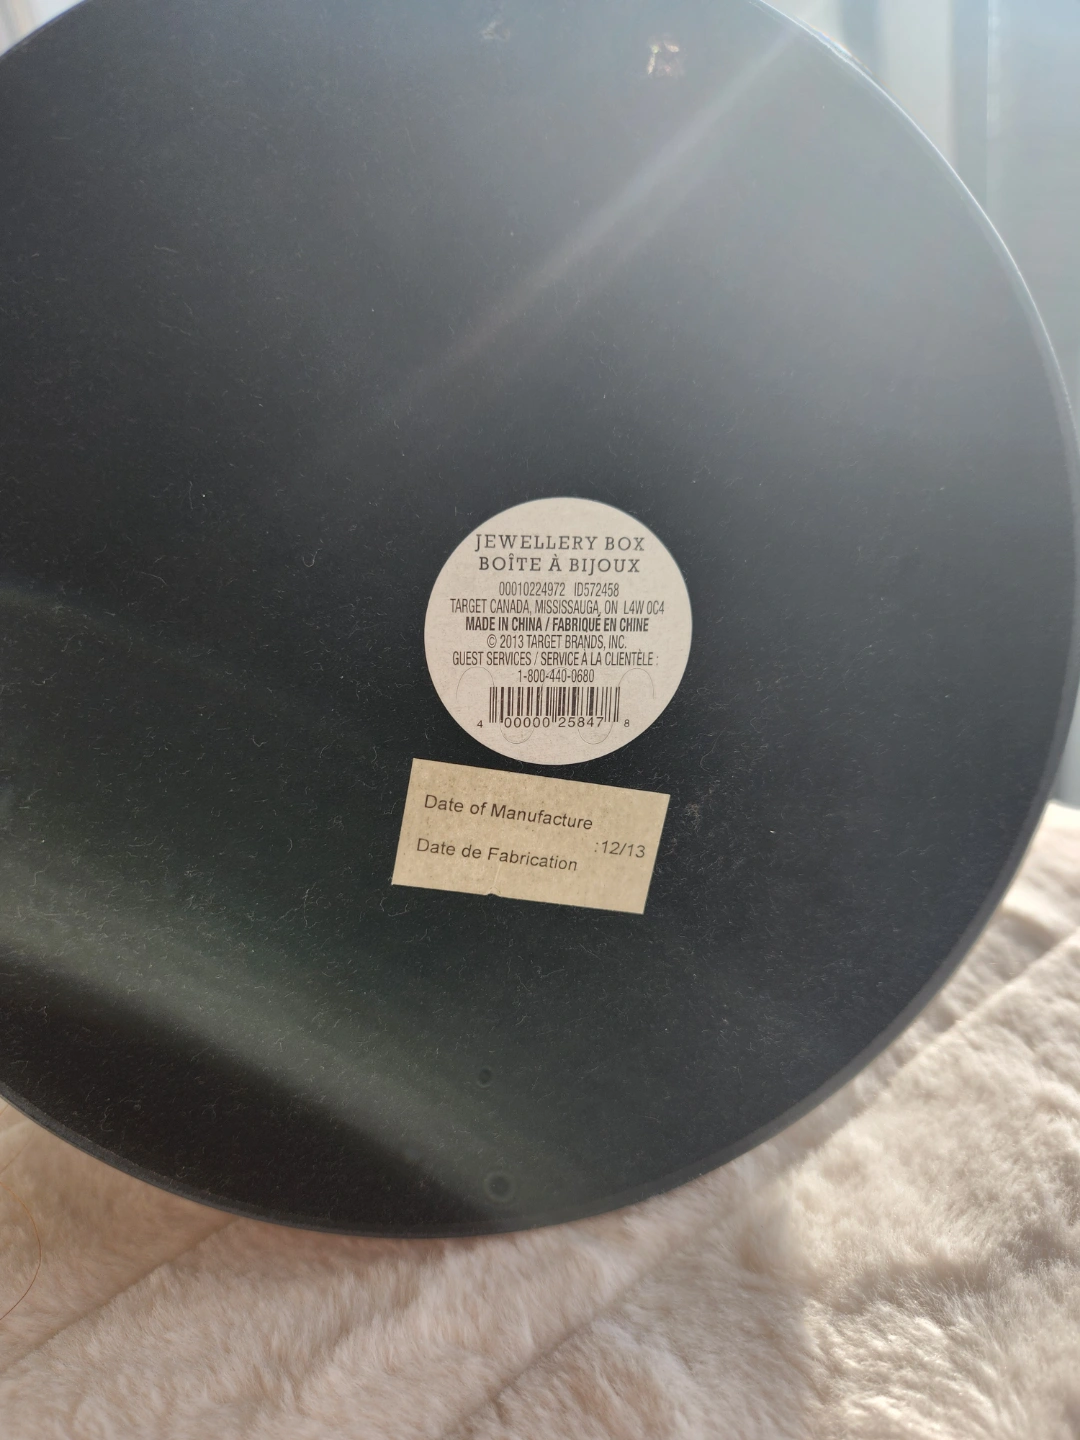 JEWELLERY BOX
BOÎTE À BIJOUX
00010224972 ID572458
TARGET CANADA, MISSISSAUGA, ON L4W 0C4
MADE IN CHINA / FABRIQUÉ EN CHINE
© 2013 TARGET BRANDS, INC.
GUEST SERVICES / SERVICE À LA CLIENTÈLE :
1-800-440-0680
4 00000 25847 8
Date of Manufacture
:12/13
Date de Fabrication